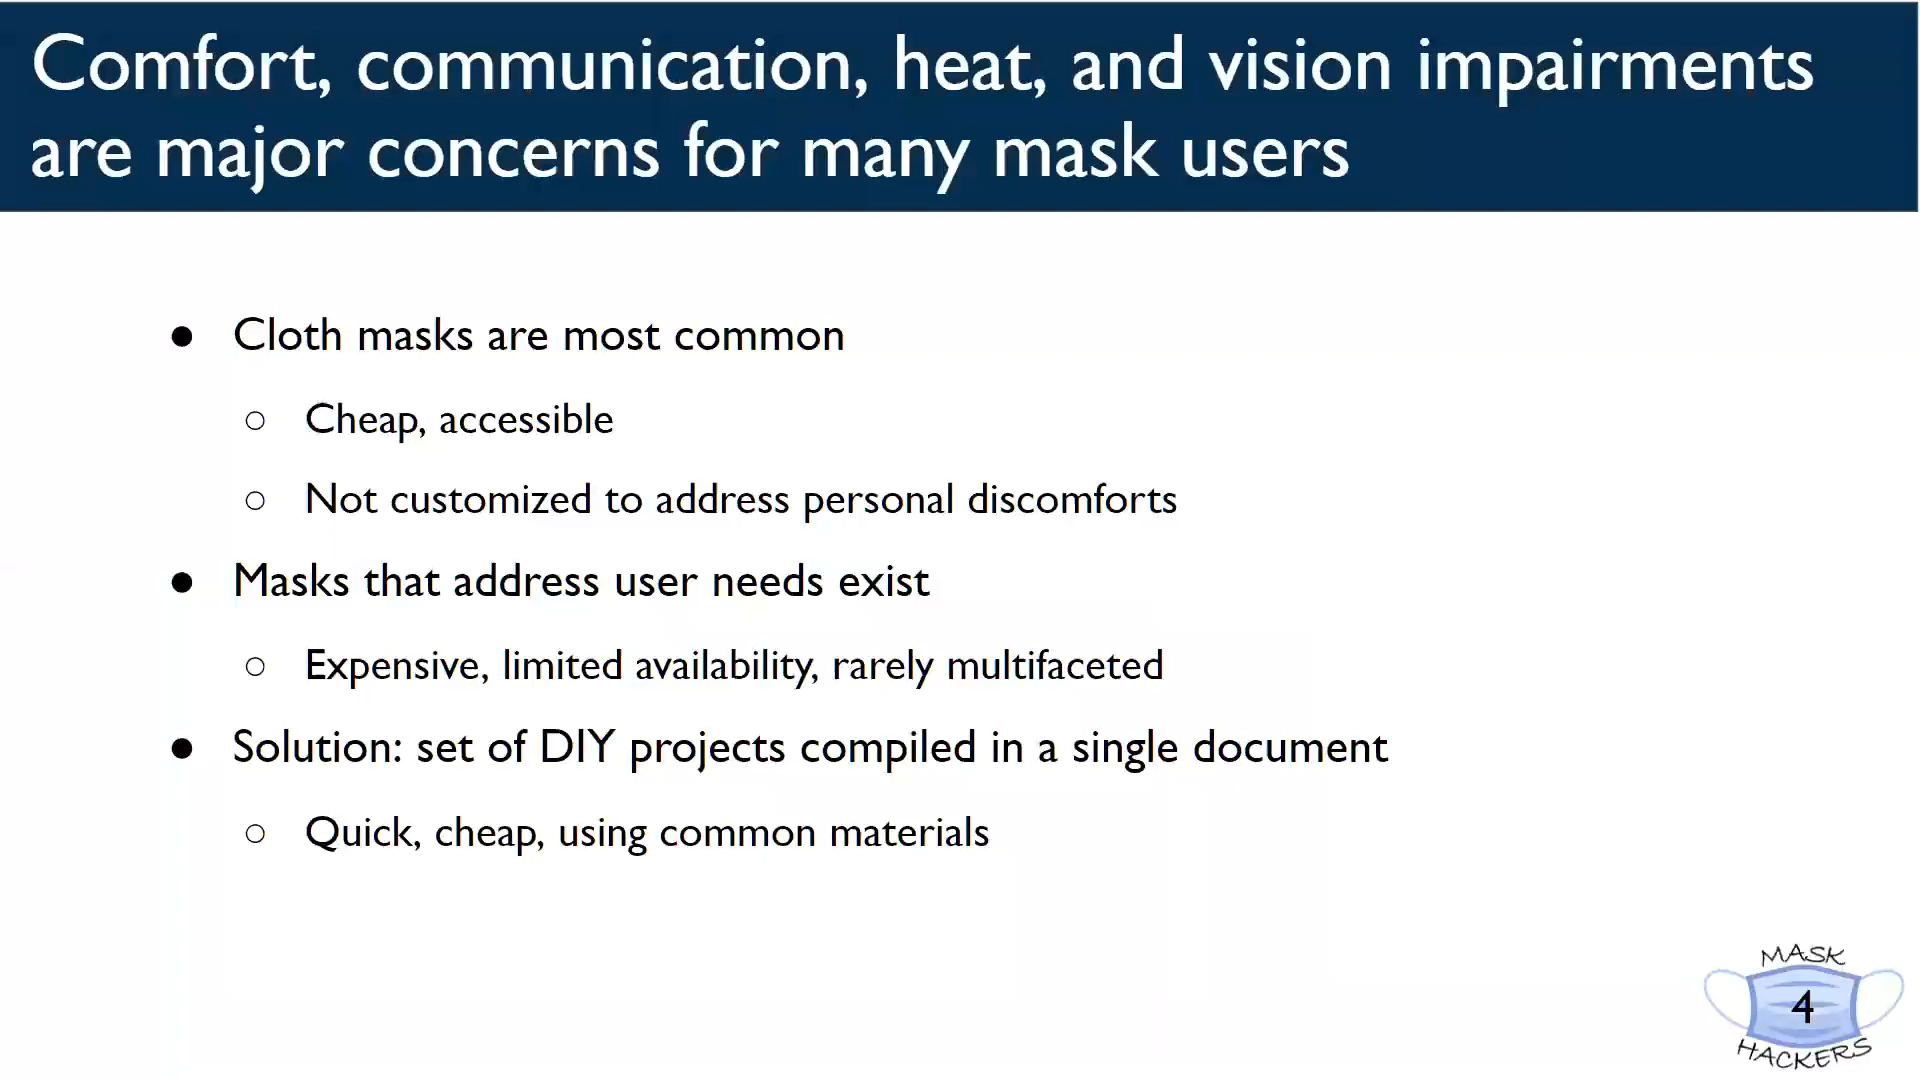 Comfort, communication, heat, and vision impairments
are major concerns for many mask users
● Cloth masks are most common
○ Cheap, accessible
○ Not customized to address personal discomforts
● Masks that address user needs exist
○ Expensive, limited availability, rarely multifaceted
● Solution: set of DIY projects compiled in a single document
○ Quick, cheap, using common materials
MASK
4
HACKERS